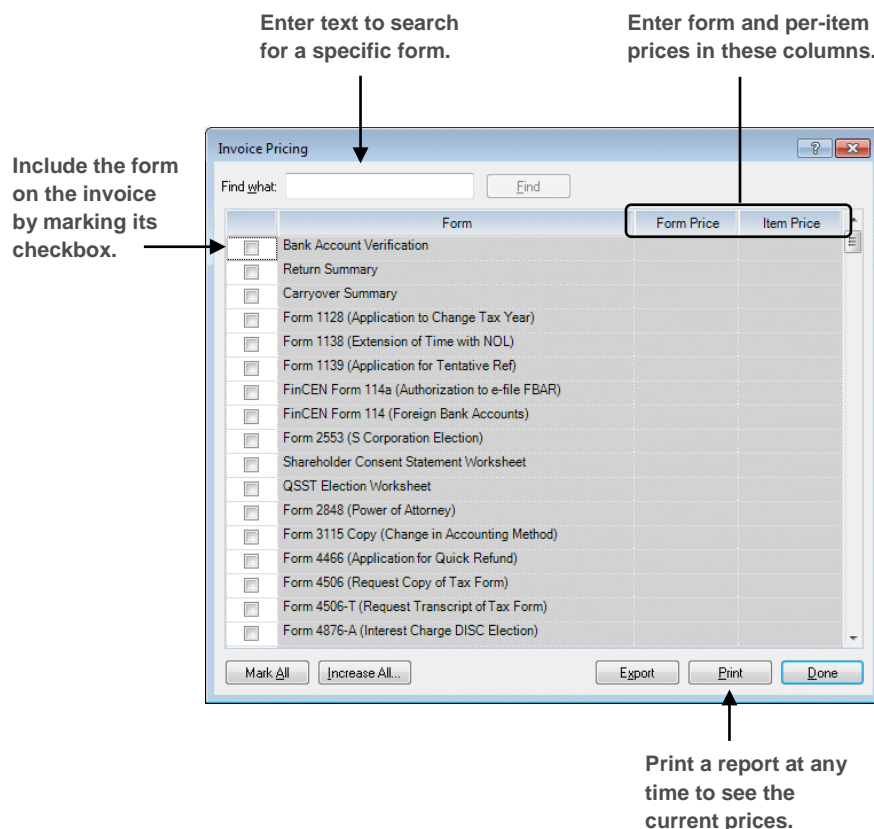 Enter text to search
for a specific form.
Enter form and per-item
prices in these columns.
Include the form
on the invoice
by marking its
checkbox.
Invoice Pricing
Find what:
Find
Form Form Price Item Price
Bank Account Verification
Return Summary
Carryover Summary
Form 1128 (Application to Change Tax Year)
Form 1138 (Extension of Time with NOL)
Form 1139 (Application for Tentative Ref)
FinCEN Form 114a (Authorization to e-file FBAR)
FinCEN Form 114 (Foreign Bank Accounts)
Form 2553 (S Corporation Election)
Shareholder Consent Statement Worksheet
QSST Election Worksheet
Form 2848 (Power of Attorney)
Form 3115 Copy (Change in Accounting Method)
Form 4466 (Application for Quick Refund)
Form 4506 (Request Copy of Tax Form)
Form 4506-T (Request Transcript of Tax Form)
Form 4876-A (Interest Charge DISC Election)
Mark All Increase All... Export Print Done
Print a report at any
time to see the
current prices.